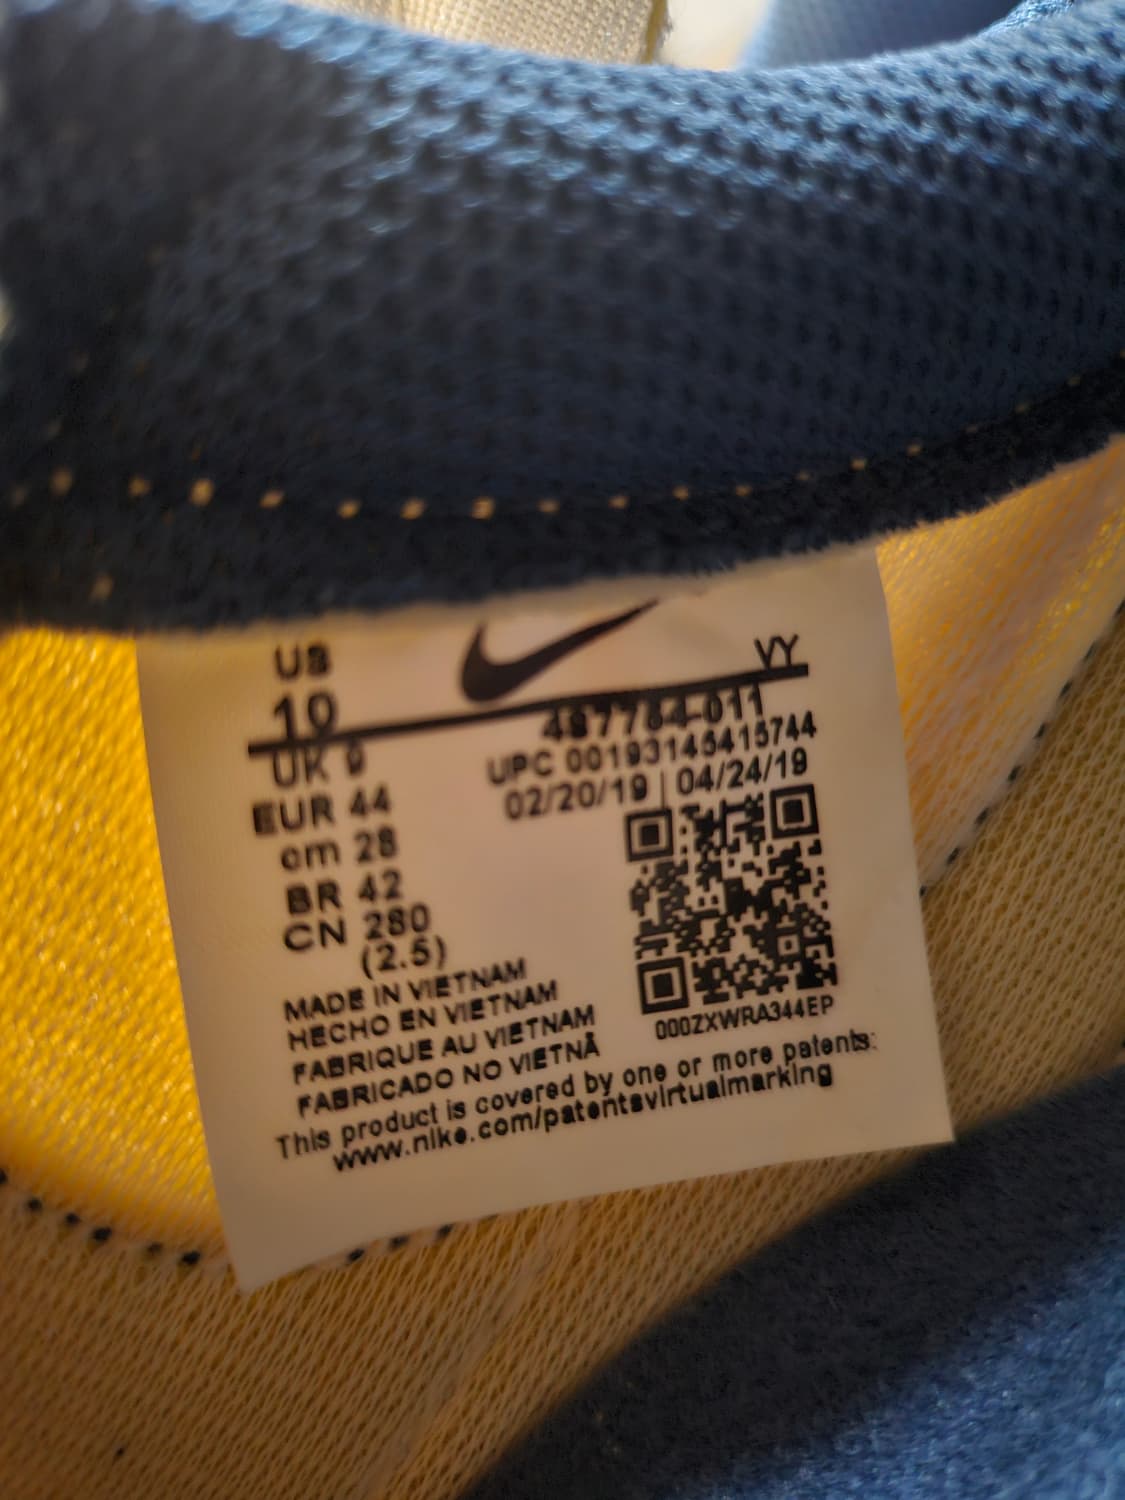 US
10
UK 9
EUR 44
cm 28
BR 42
CN 280
(2.5)
VY
487784-011
UPC 00193145415744
02/20/19 | 04/24/19
000ZXWRA344EP
MADE IN VIETNAM
HECHO EN VIETNAM
FABRIQUE AU VIETNAM
FABRICADO NO VIETNÃ
This product is covered by one or more patents:
www.nike.com/patentsvirtualmarking